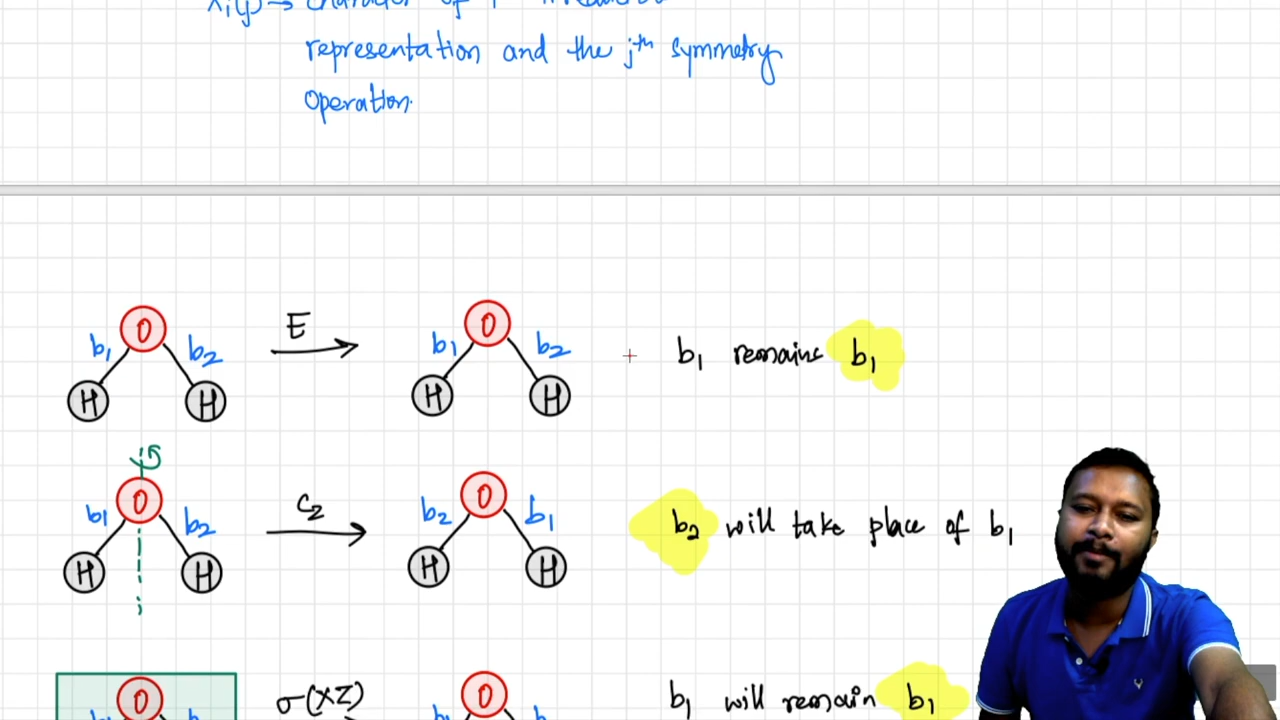 representation and the jth symmetry
operation.
O
b1 b2
H H
E
O
b1 b2
H H
b1 remains b1
O
b1 b2
H H
C2
O
b2 b1
H H
b2 will take place of b1
O
σ(XZ)
O
b1 will remain b1